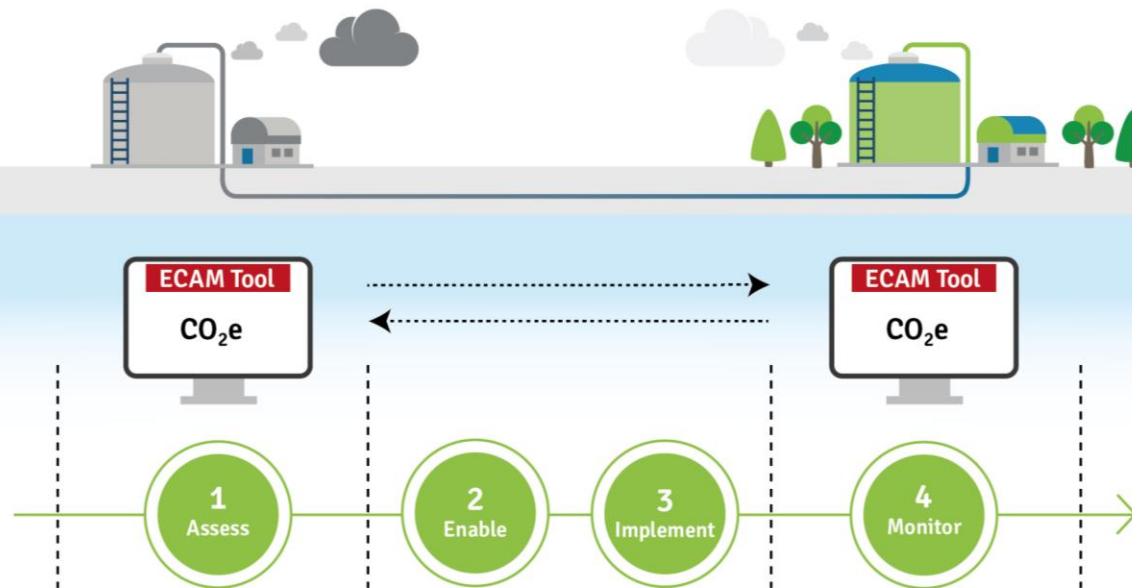 ECAM Tool
CO₂e
ECAM Tool
CO₂e
1
Assess
2
Enable
3
Implement
4
Monitor